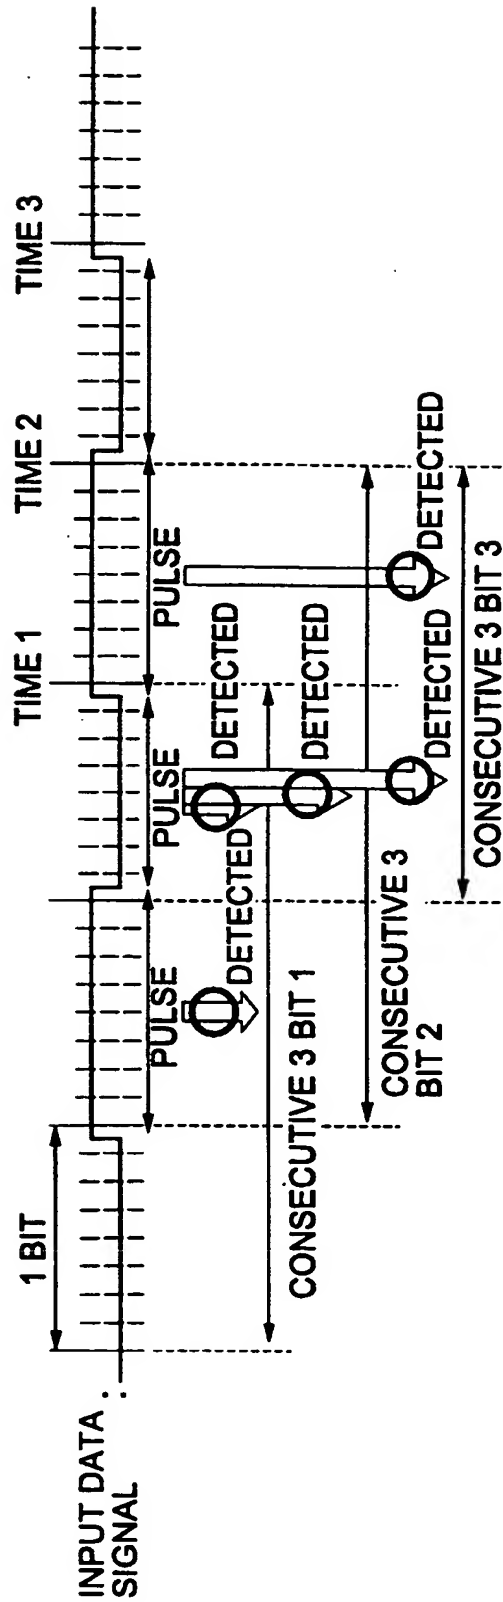 TIME 1
TIME 2
TIME 3
1 BIT
INPUT DATA
SIGNAL
PULSE
PULSE
PULSE
DETECTED
DETECTED
DETECTED
DETECTED
DETECTED
CONSECUTIVE 3 BIT 1
CONSECUTIVE 3
BIT 2
CONSECUTIVE 3 BIT 3